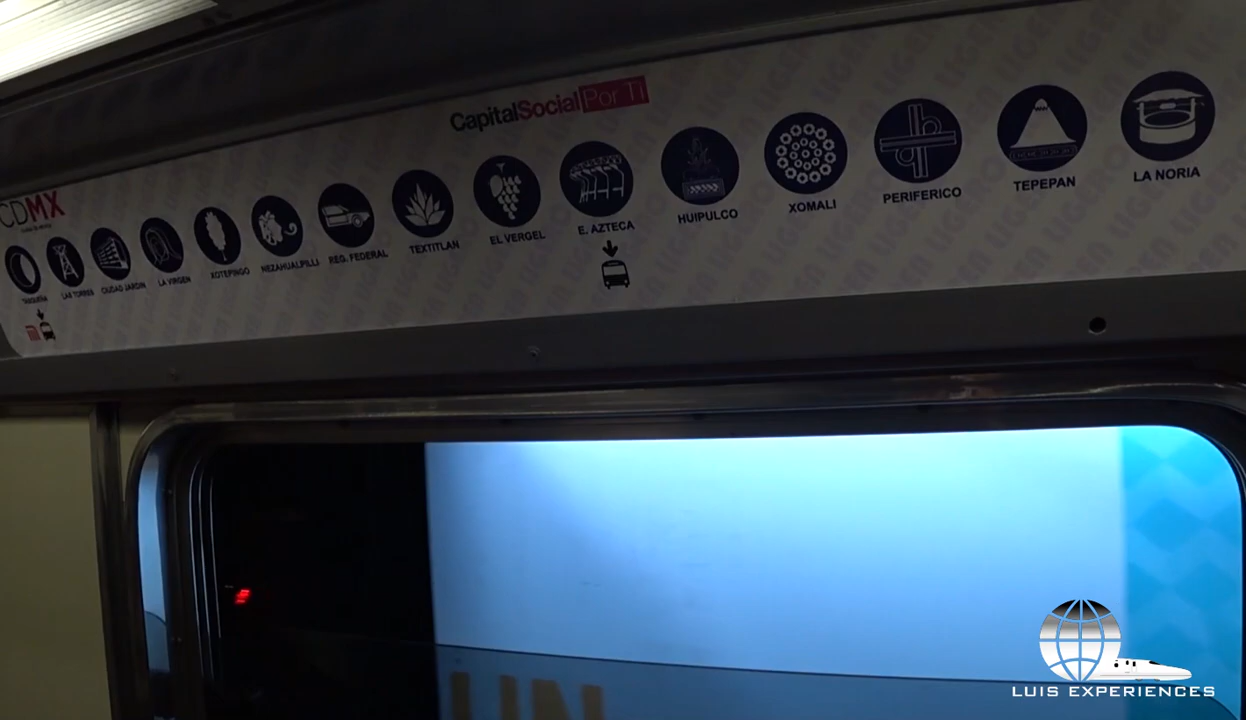 CDMX
CapitalSocial Por Ti
TASQUEÑA
LAS TORRES
CIUDAD JARDIN
LA VIRGEN
XOTEPINGO
NEZAHUALPILLI
REG. FEDERAL
TEXTITLAN
EL VERGEL
E. AZTECA
HUIPULCO
XOMALI
PERIFERICO
TEPEPAN
LA NORIA
UN
LUIS EXPERIENCES